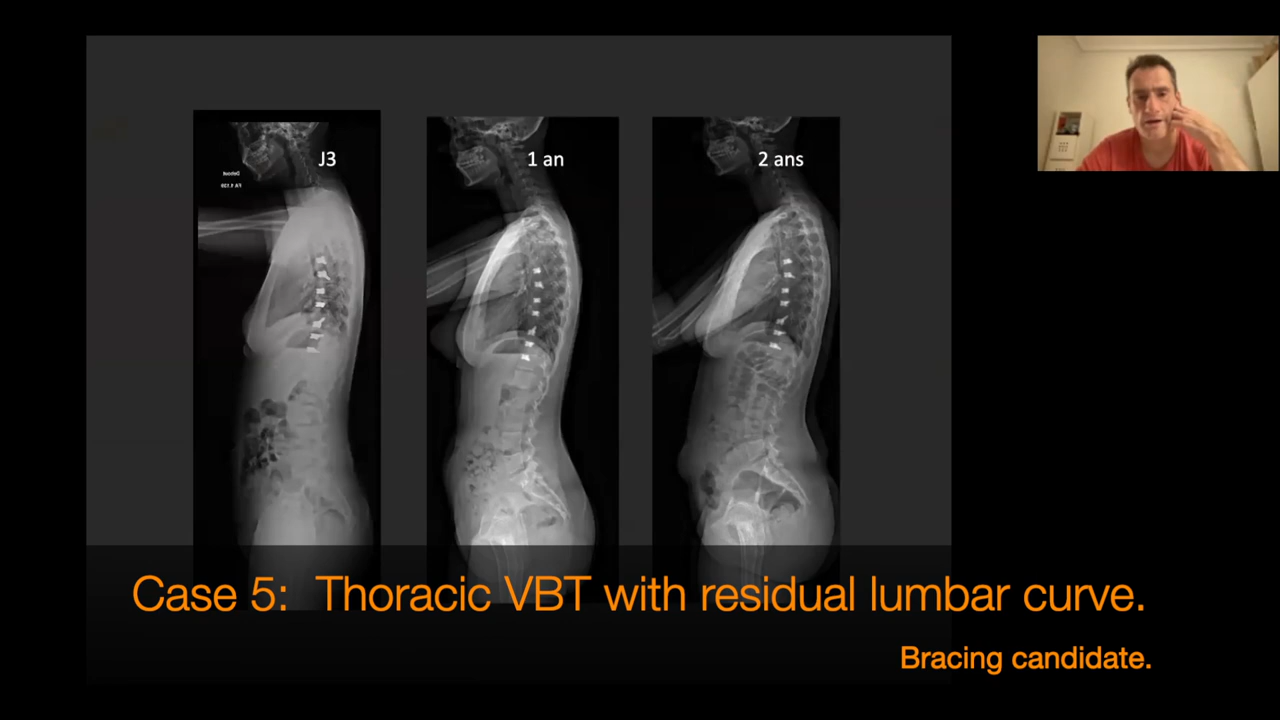 J3
1 an
2 ans
Case 5: Thoracic VBT with residual lumbar curve.
Bracing candidate.